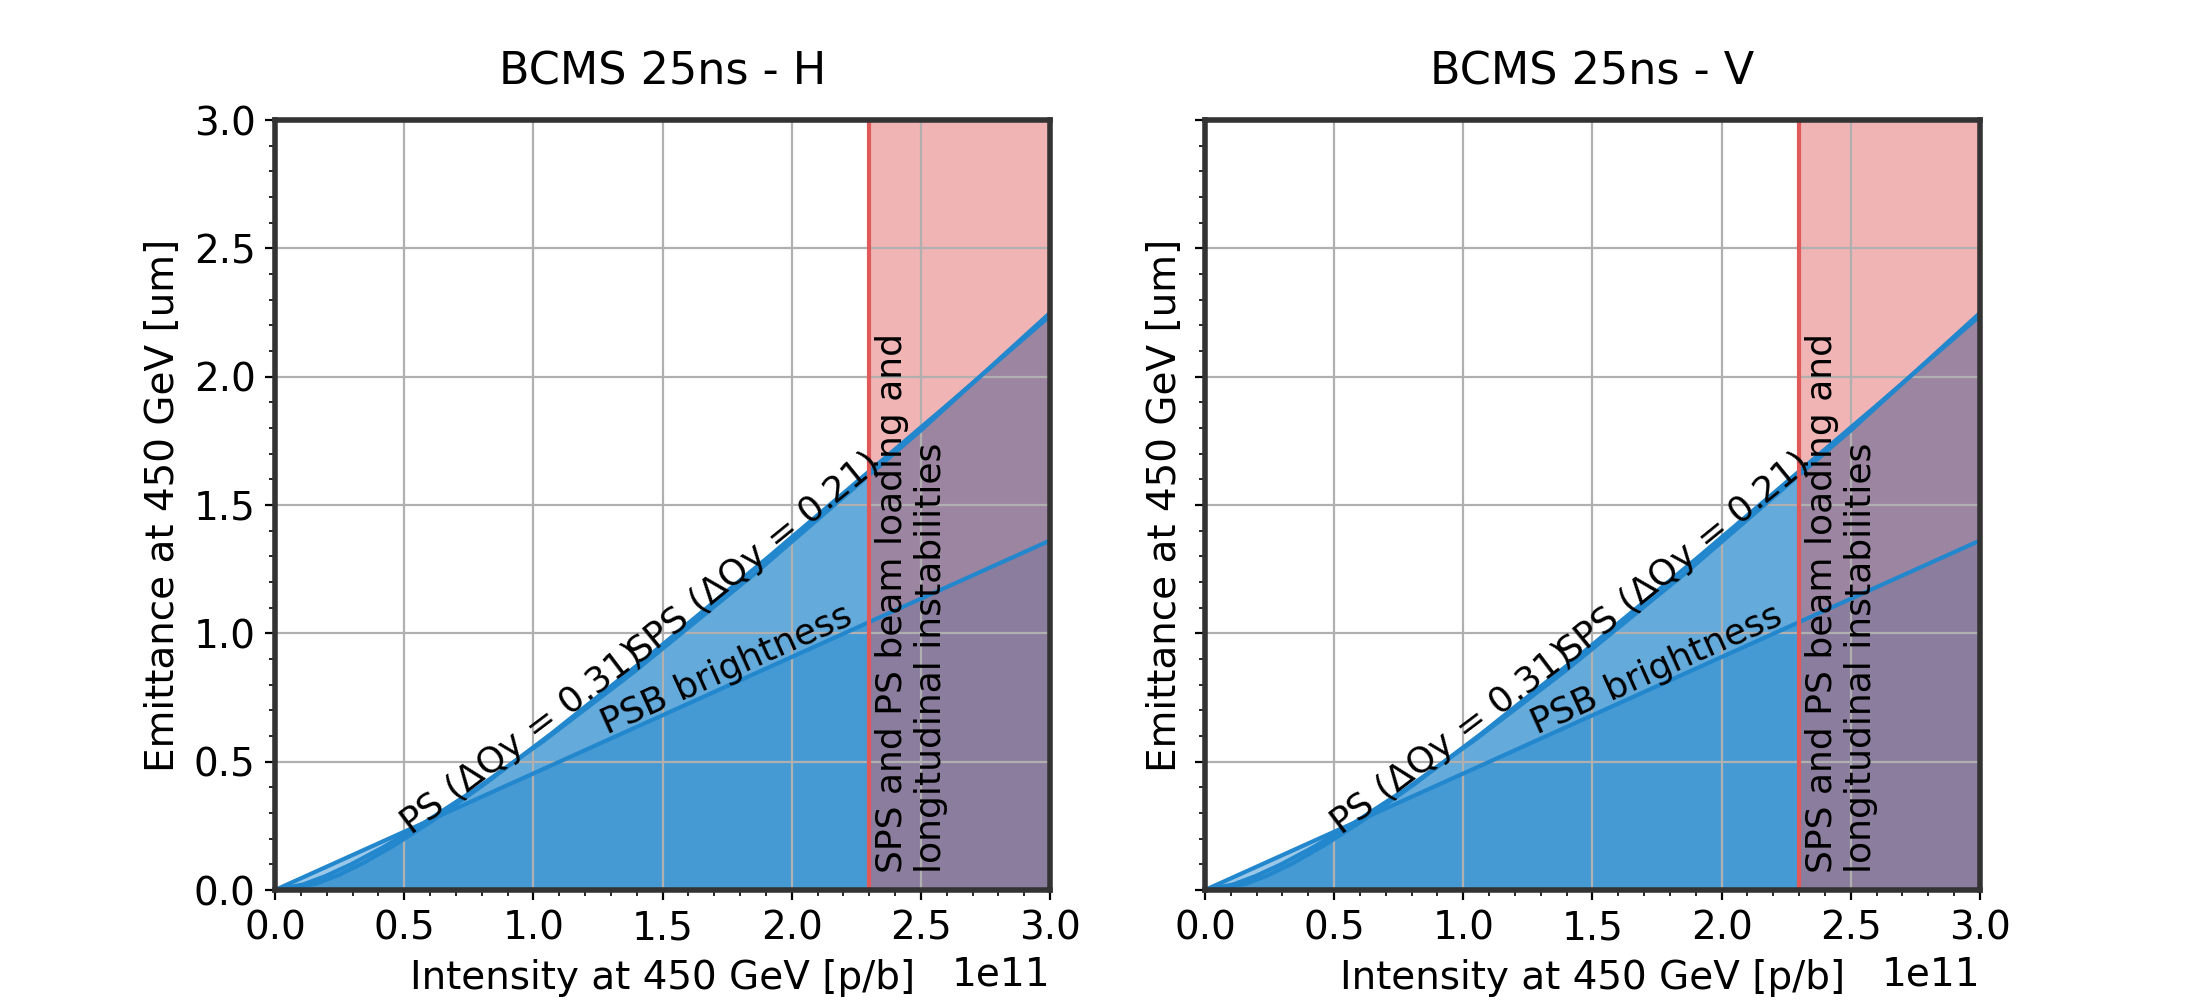 BCMS 25ns - H
3.0
2.5
2.0
1.5
1.0
0.5
0.0
Emittance at 450 GeV [um]
PS (ΔQy = 0.31)
SPS (ΔQy = 0.21)
PSB brightness
SPS and PS beam loading and
longitudinal instabilities
0.0 0.5 1.0 1.5 2.0 2.5 3.0
Intensity at 450 GeV [p/b] 1e11
BCMS 25ns - V
Emittance at 450 GeV [um]
PS (ΔQy = 0.31)
SPS (ΔQy = 0.21)
PSB brightness
SPS and PS beam loading and
longitudinal instabilities
0.0 0.5 1.0 1.5 2.0 2.5 3.0
Intensity at 450 GeV [p/b] 1e11